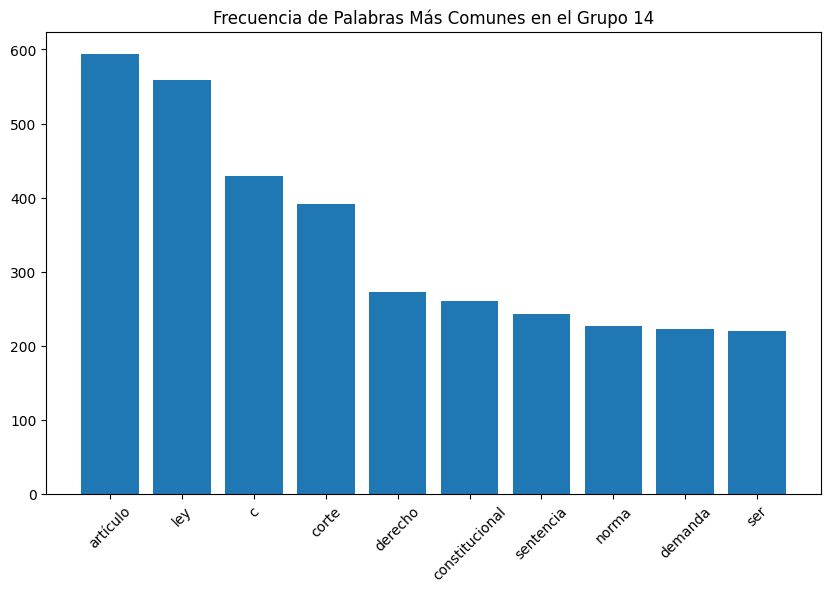 Frecuencia de Palabras Más Comunes en el Grupo 14
600
500
400
300
200
100
0
artículo
ley
c
corte
derecho
constitucional
sentencia
norma
demanda
ser